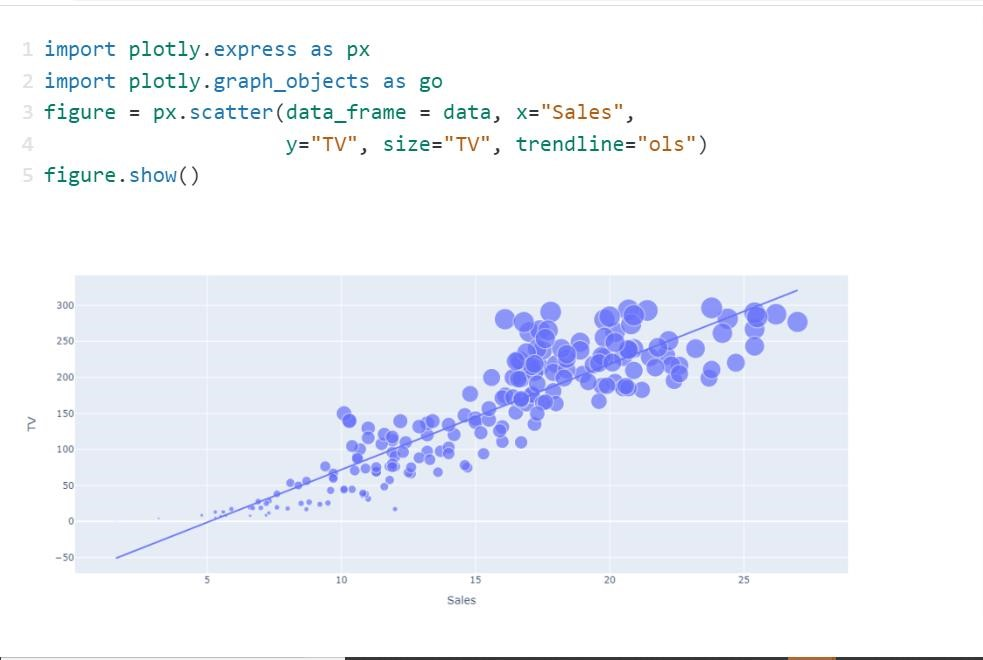 1 import plotly.express as px
2 import plotly.graph_objects as go
3 figure = px.scatter(data_frame = data, x="Sales",
4                     y="TV", size="TV", trendline="ols")
5 figure.show()
300
250
200
150
100
50
0
−50
TV
5 10 15 20 25
Sales